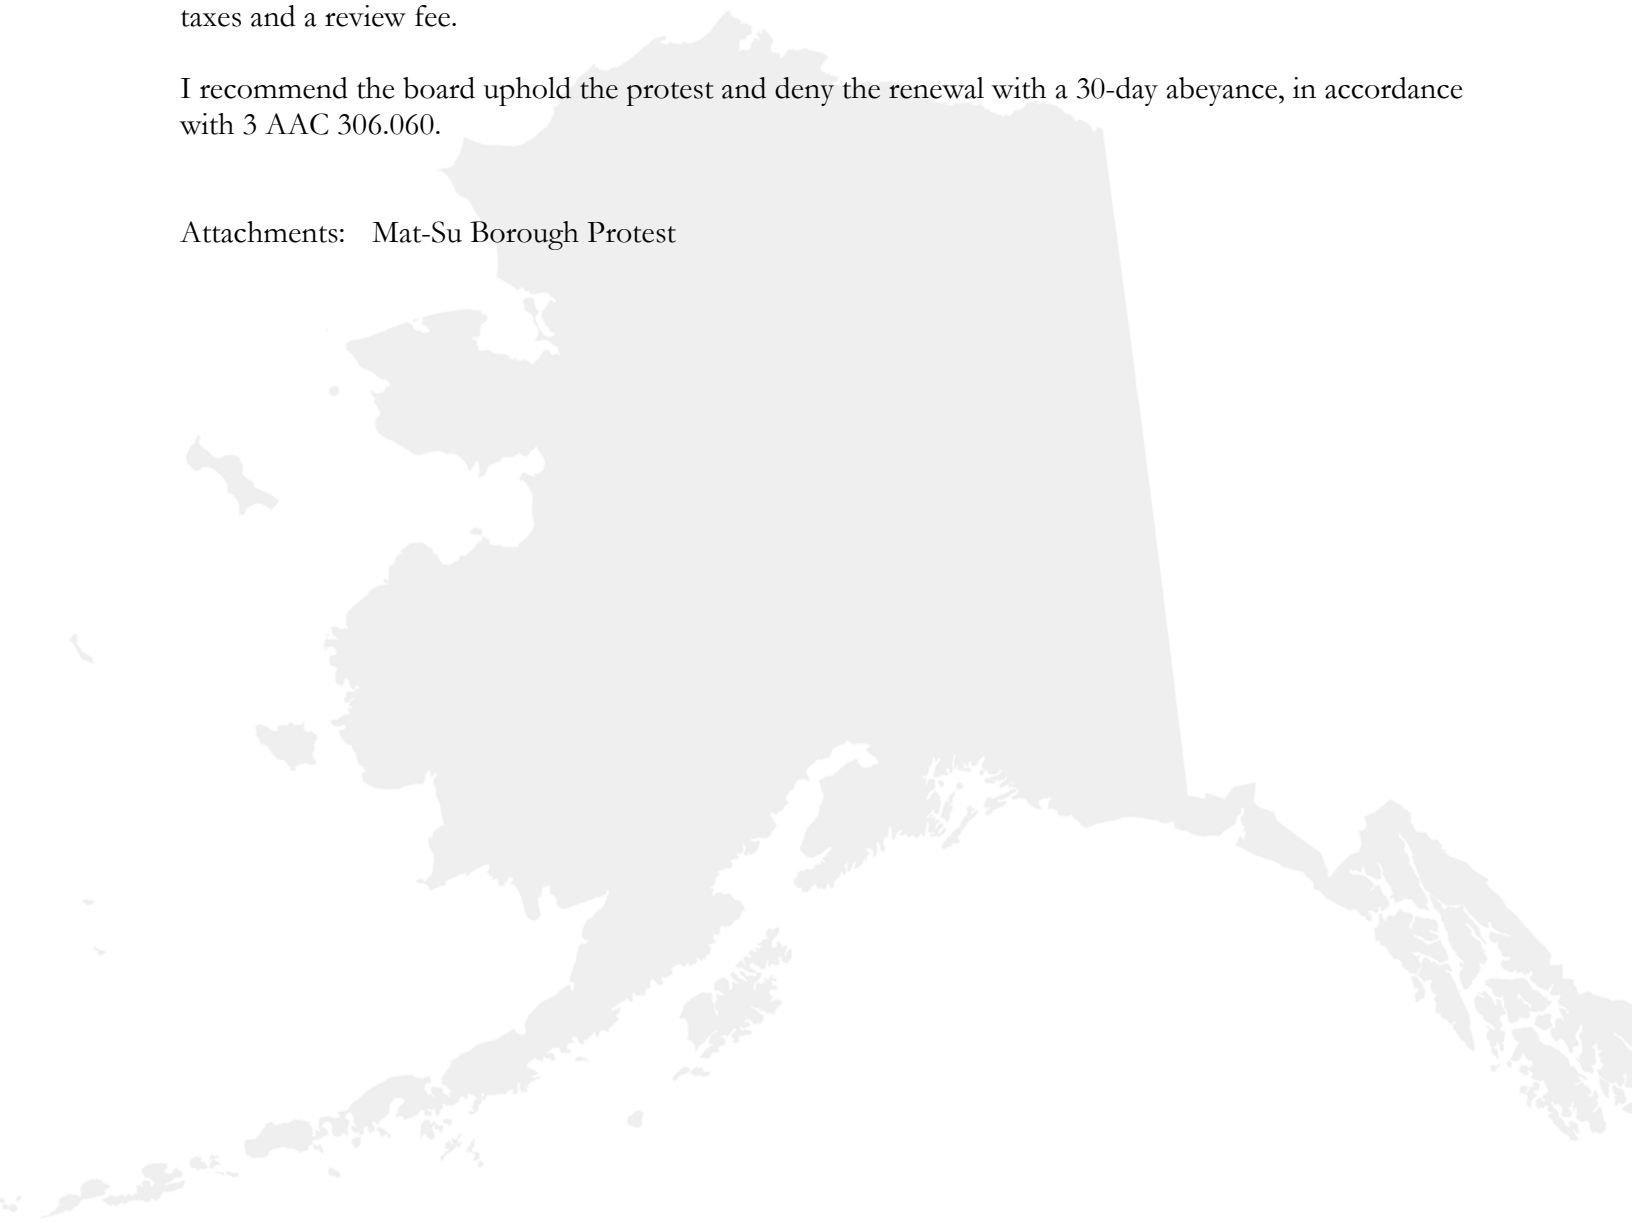 taxes and a review fee.
I recommend the board uphold the protest and deny the renewal with a 30-day abeyance, in accordance
with 3 AAC 306.060.
Attachments: Mat-Su Borough Protest